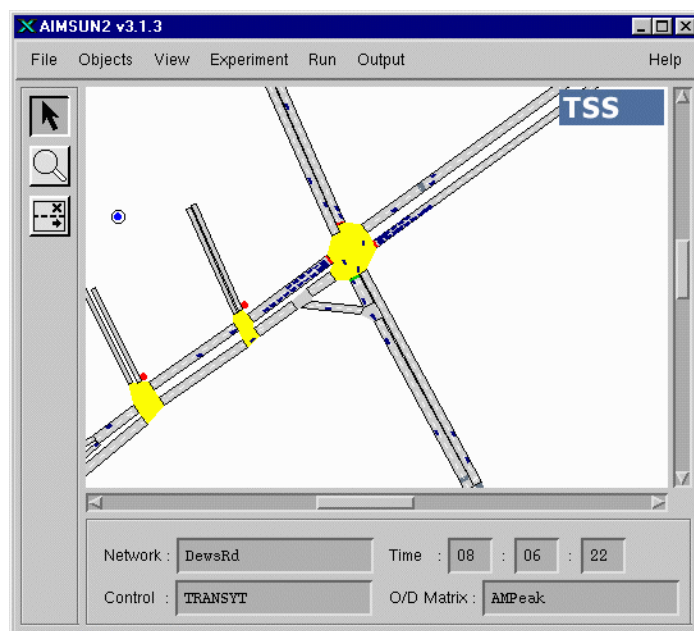 AIMSUN2 v3.1.3
File Objects View Experiment Run Output Help
TSS
Network : DewsRd Time : 08 : 06 : 22
Control : TRANSYT O/D Matrix : AMPeak